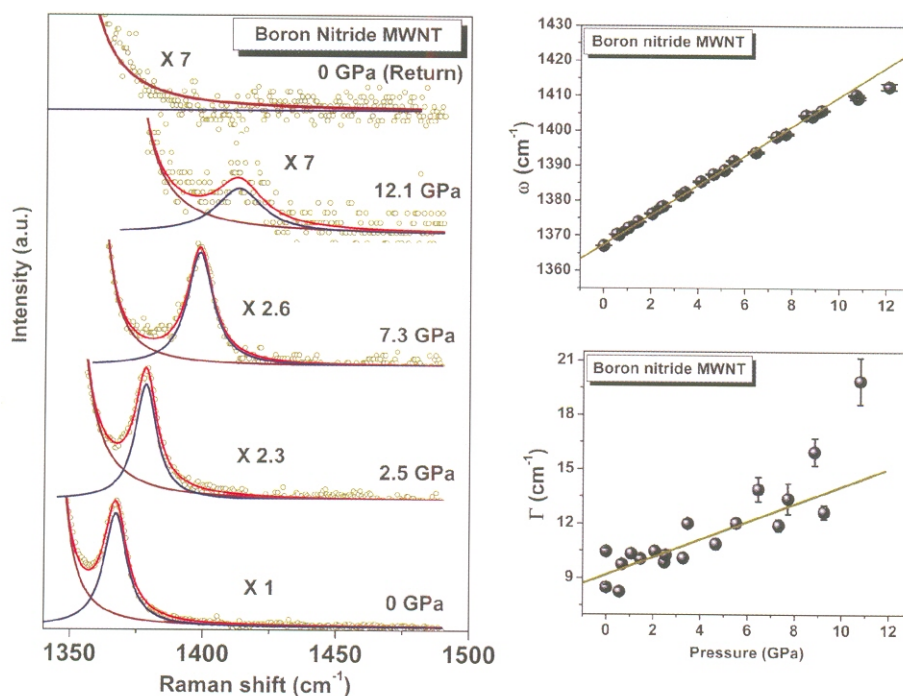 Boron Nitride MWNT
X 7
0 GPa (Return)
X 7
12.1 GPa
X 2.6
7.3 GPa
X 2.3
2.5 GPa
X 1
0 GPa
Intensity (a.u.)
1350 1400 1450 1500
Raman shift (cm-1)
Boron nitride MWNT
1430
1420
1410
1400
1390
1380
1370
1360
ω (cm-1)
0 2 4 6 8 10 12
Boron nitride MWNT
21
18
15
12
9
Γ (cm-1)
0 2 4 6 8 10 12
Pressure (GPa)